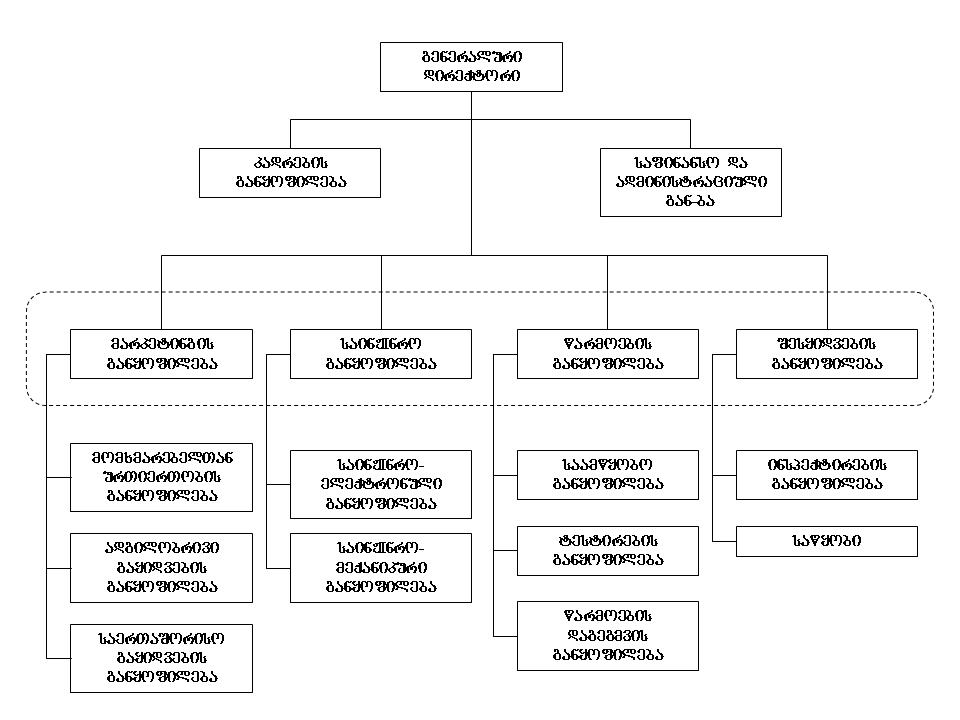 გენერალური
დირექტორი
კადრების
განყოფილება
საფინანსო და
ადმინისტრაციული
გან-ბა
მარკეტინგის
განყოფილება
საინჟინრო
განყოფილება
წარმოების
განყოფილება
შესყიდვების
განყოფილება
მომხმარებელთან
ურთიერთობის
განყოფილება
საინჟინრო-
ელექტრონული
განყოფილება
საამწყობო
განყოფილება
ინსპექტირების
განყოფილება
ადგილობრივი
გაყიდვების
განყოფილება
საინჟინრო-
მექანიკური
განყოფილება
ტესტირების
განყოფილება
საწყობი
საერთაშორისო
გაყიდვების
განყოფილება
წარმოების
დაგეგმვის
განყოფილება